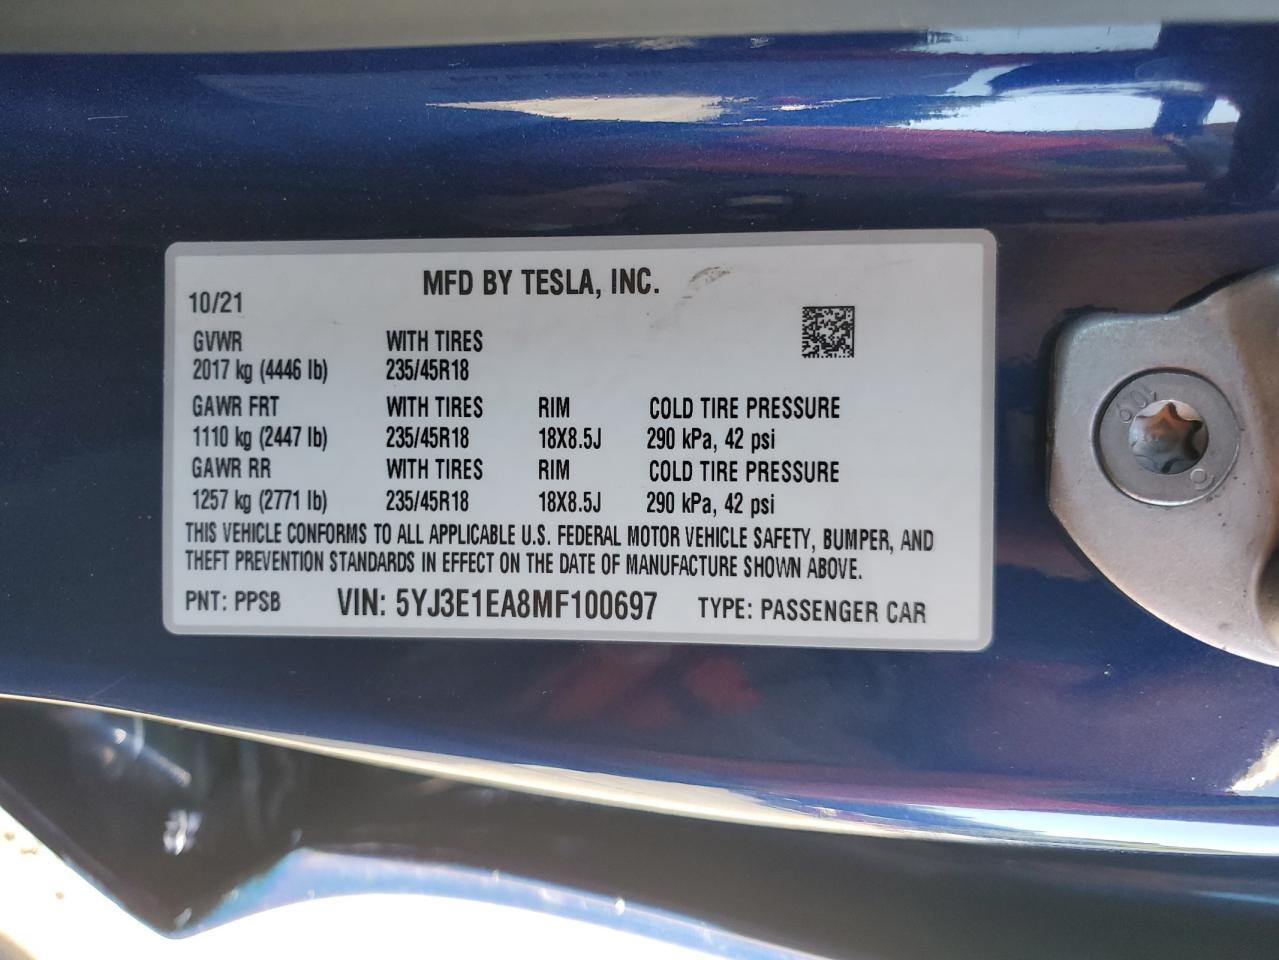 MFD BY TESLA, INC.
10/21
GVWR WITH TIRES
2017 kg (4446 lb) 235/45R18
GAWR FRT WITH TIRES RIM COLD TIRE PRESSURE
1110 kg (2447 lb) 235/45R18 18X8.5J 290 kPa, 42 psi
GAWR RR WITH TIRES RIM COLD TIRE PRESSURE
1257 kg (2771 lb) 235/45R18 18X8.5J 290 kPa, 42 psi
THIS VEHICLE CONFORMS TO ALL APPLICABLE U.S. FEDERAL MOTOR VEHICLE SAFETY, BUMPER, AND
THEFT PREVENTION STANDARDS IN EFFECT ON THE DATE OF MANUFACTURE SHOWN ABOVE.
PNT: PPSB VIN: 5YJ3E1EA8MF100697 TYPE: PASSENGER CAR